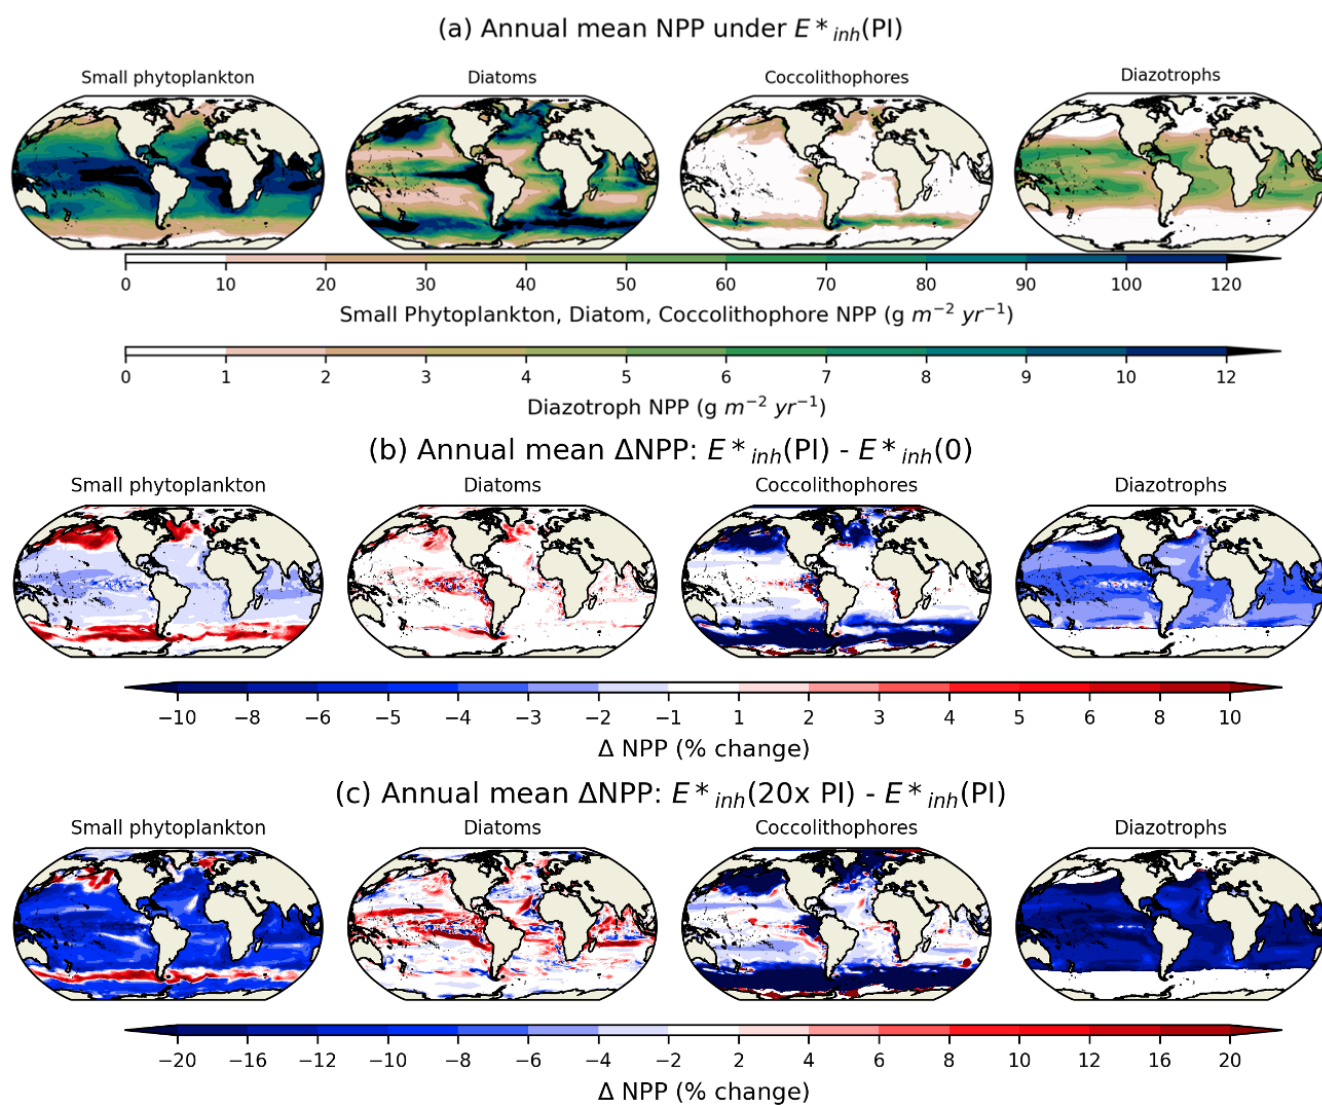 (a) Annual mean NPP under E*inh(PI)
Small phytoplankton Diatoms Coccolithophores Diazotrophs
0 10 20 30 40 50 60 70 80 90 100 120
Small Phytoplankton, Diatom, Coccolithophore NPP (g m−2 yr−1)
0 1 2 3 4 5 6 7 8 9 10 12
Diazotroph NPP (g m−2 yr−1)
(b) Annual mean ΔNPP: E*inh(PI) - E*inh(0)
Small phytoplankton Diatoms Coccolithophores Diazotrophs
−10 −8 −6 −5 −4 −3 −2 −1 1 2 3 4 5 6 8 10
Δ NPP (% change)
(c) Annual mean ΔNPP: E*inh(20x PI) - E*inh(PI)
Small phytoplankton Diatoms Coccolithophores Diazotrophs
−20 −16 −12 −10 −8 −6 −4 −2 2 4 6 8 10 12 16 20
Δ NPP (% change)